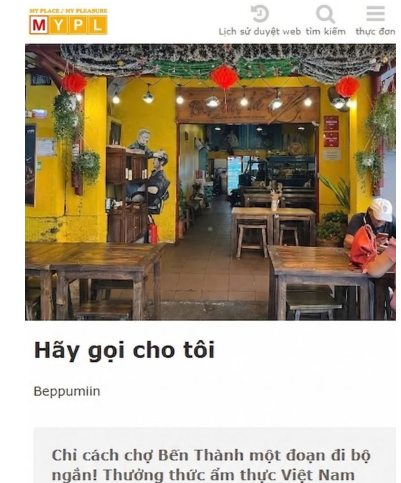 MY PLACE / MY PLEASURE
MYPL
Lịch sử duyệt web tìm kiếm thực đơn
Hãy gọi cho tôi
Beppumiin
Chỉ cách chợ Bến Thành một đoạn đi bộ
ngắn! Thưởng thức ẩm thực Việt Nam